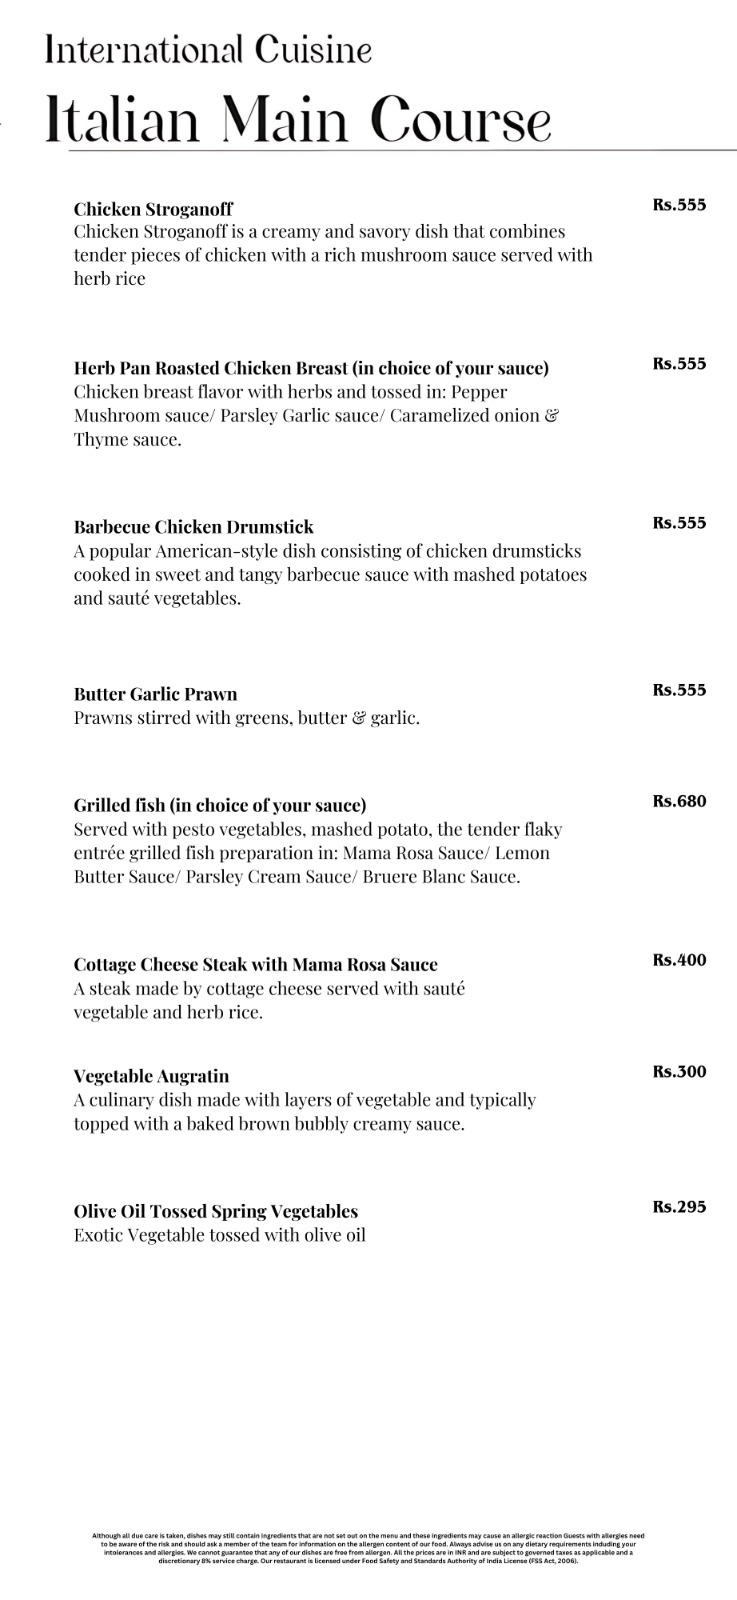 International Cuisine
Italian Main Course
Chicken Stroganoff Rs.555
Chicken Stroganoff is a creamy and savory dish that combines
tender pieces of chicken with a rich mushroom sauce served with
herb rice
Herb Pan Roasted Chicken Breast (in choice of your sauce) Rs.555
Chicken breast flavor with herbs and tossed in: Pepper
Mushroom sauce/ Parsley Garlic sauce/ Caramelized onion &
Thyme sauce.
Barbecue Chicken Drumstick Rs.555
A popular American-style dish consisting of chicken drumsticks
cooked in sweet and tangy barbecue sauce with mashed potatoes
and sauté vegetables.
Butter Garlic Prawn Rs.555
Prawns stirred with greens, butter & garlic.
Grilled fish (in choice of your sauce) Rs.680
Served with pesto vegetables, mashed potato, the tender flaky
entrée grilled fish preparation in: Mama Rosa Sauce/ Lemon
Butter Sauce/ Parsley Cream Sauce/ Bruere Blanc Sauce.
Cottage Cheese Steak with Mama Rosa Sauce Rs.400
A steak made by cottage cheese served with sauté
vegetable and herb rice.
Vegetable Augratin Rs.300
A culinary dish made with layers of vegetable and typically
topped with a baked brown bubbly creamy sauce.
Olive Oil Tossed Spring Vegetables Rs.295
Exotic Vegetable tossed with olive oil
Although all due care is taken, dishes may still contain ingredients that are not set out on the menu and these ingredients may cause an allergic reaction Guests with allergies need
to be aware of the risk and should ask a member of the team for information on the allergen content of our food. Always advise us on any dietary requirements including your
intolerances and allergies. We cannot guarantee that any of our dishes are free from allergen. All the prices are in INR and are subject to governed taxes as applicable and a
discretionary 8% service charge. Our restaurant is licensed under Food Safety and Standards Authority of India License (FSS Act, 2006).